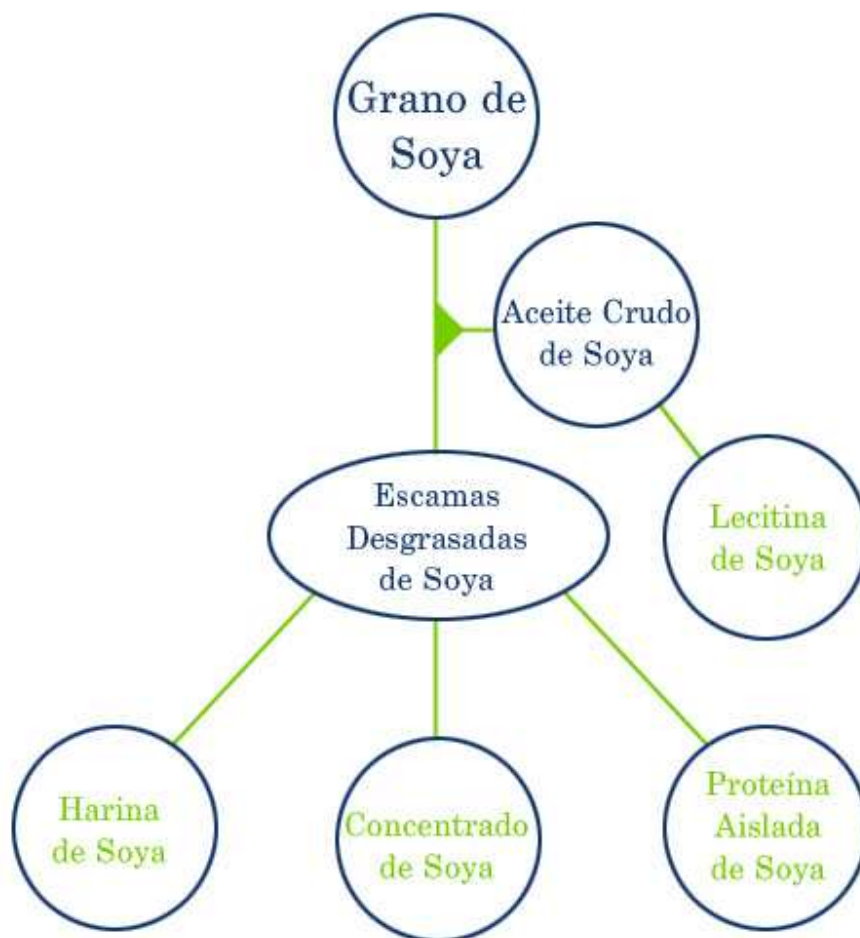 Grano de
Soya
Aceite Crudo
de Soya
Escamas
Desgrasadas
de Soya
Lecitina
de Soya
Harina
de Soya
Concentrado
de Soya
Proteína
Aislada
de Soya